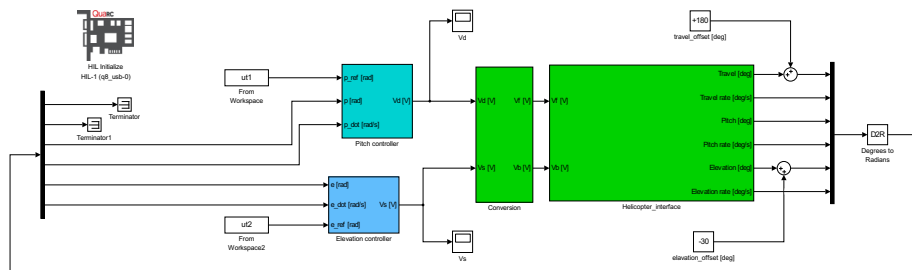 QuaRC
HIL Initialize
HIL-1 (q8_usb-0)
Terminator
Terminator1
ut1
From
Workspace
p_ref [rad]
p [rad]
p_dot [rad/s]
Vd [V]
Pitch controller
Vd
e [rad]
e_dot [rad/s]
e_ref [rad]
Vs [V]
Elevation controller
ut2
From
Workspace2
Vs
Vd [V]
Vs [V]
Vf [V]
Vb [V]
Conversion
Vf [V]
Vb [V]
Travel [deg]
Travel rate [deg/s]
Pitch [deg]
Pitch rate [deg/s]
Elevation [deg]
Elevation rate [deg/s]
Helicopter_interface
+180
travel_offset [deg]
-30
elavation_offset [deg]
D2R
Degrees to
Radians